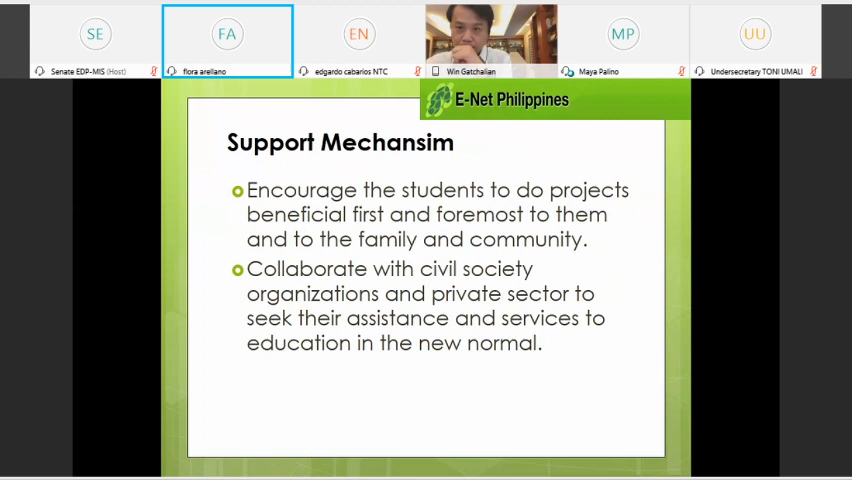 SE
FA
EN
MP
UU
Senate EDP-MIS (Host)
flora arellano
edgardo cabarios NTC
Win Gatchalian
Maya Palino
Undersecretary TONI UMALI
E-Net Philippines
Support Mechansim
Encourage the students to do projects
beneficial first and foremost to them
and to the family and community.
Collaborate with civil society
organizations and private sector to
seek their assistance and services to
education in the new normal.